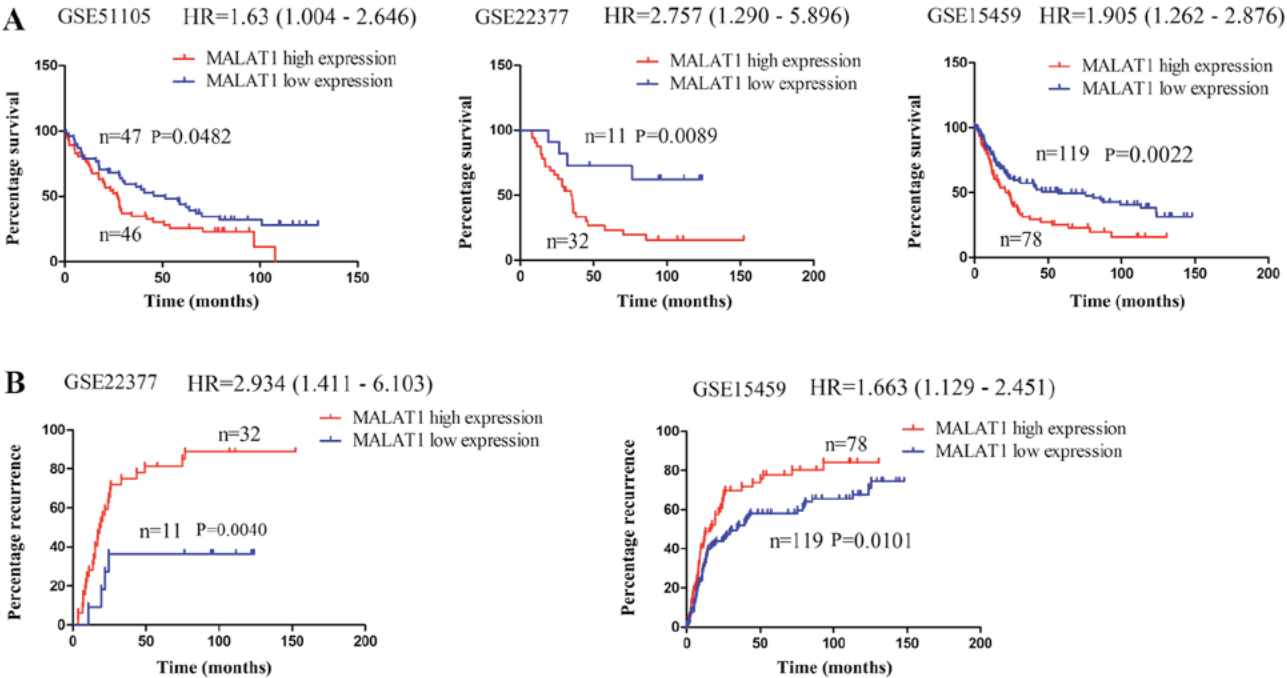 A
GSE51105 HR=1.63 (1.004 - 2.646)
MALAT1 high expression
MALAT1 low expression
Percentage survival
150
100
50
0
n=47 P=0.0482
n=46
0 50 100 150
Time (months)
GSE22377 HR=2.757 (1.290 - 5.896)
MALAT1 high expression
MALAT1 low expression
Percentage survival
150
100
50
0
n=11 P=0.0089
n=32
0 50 100 150 200
Time (months)
GSE15459 HR=1.905 (1.262 - 2.876)
MALAT1 high expression
MALAT1 low expression
Percentage survival
150
100
50
0
n=119 P=0.0022
n=78
0 50 100 150 200
Time (months)
B
GSE22377 HR=2.934 (1.411 - 6.103)
MALAT1 high expression
MALAT1 low expression
Percentage recurrence
100
80
60
40
20
0
n=32
n=11 P=0.0040
0 50 100 150 200
Time (months)
GSE15459 HR=1.663 (1.129 - 2.451)
MALAT1 high expression
MALAT1 low expression
Percentage recurrence
100
80
60
40
20
0
n=78
n=119 P=0.0101
0 50 100 150 200
Time (months)